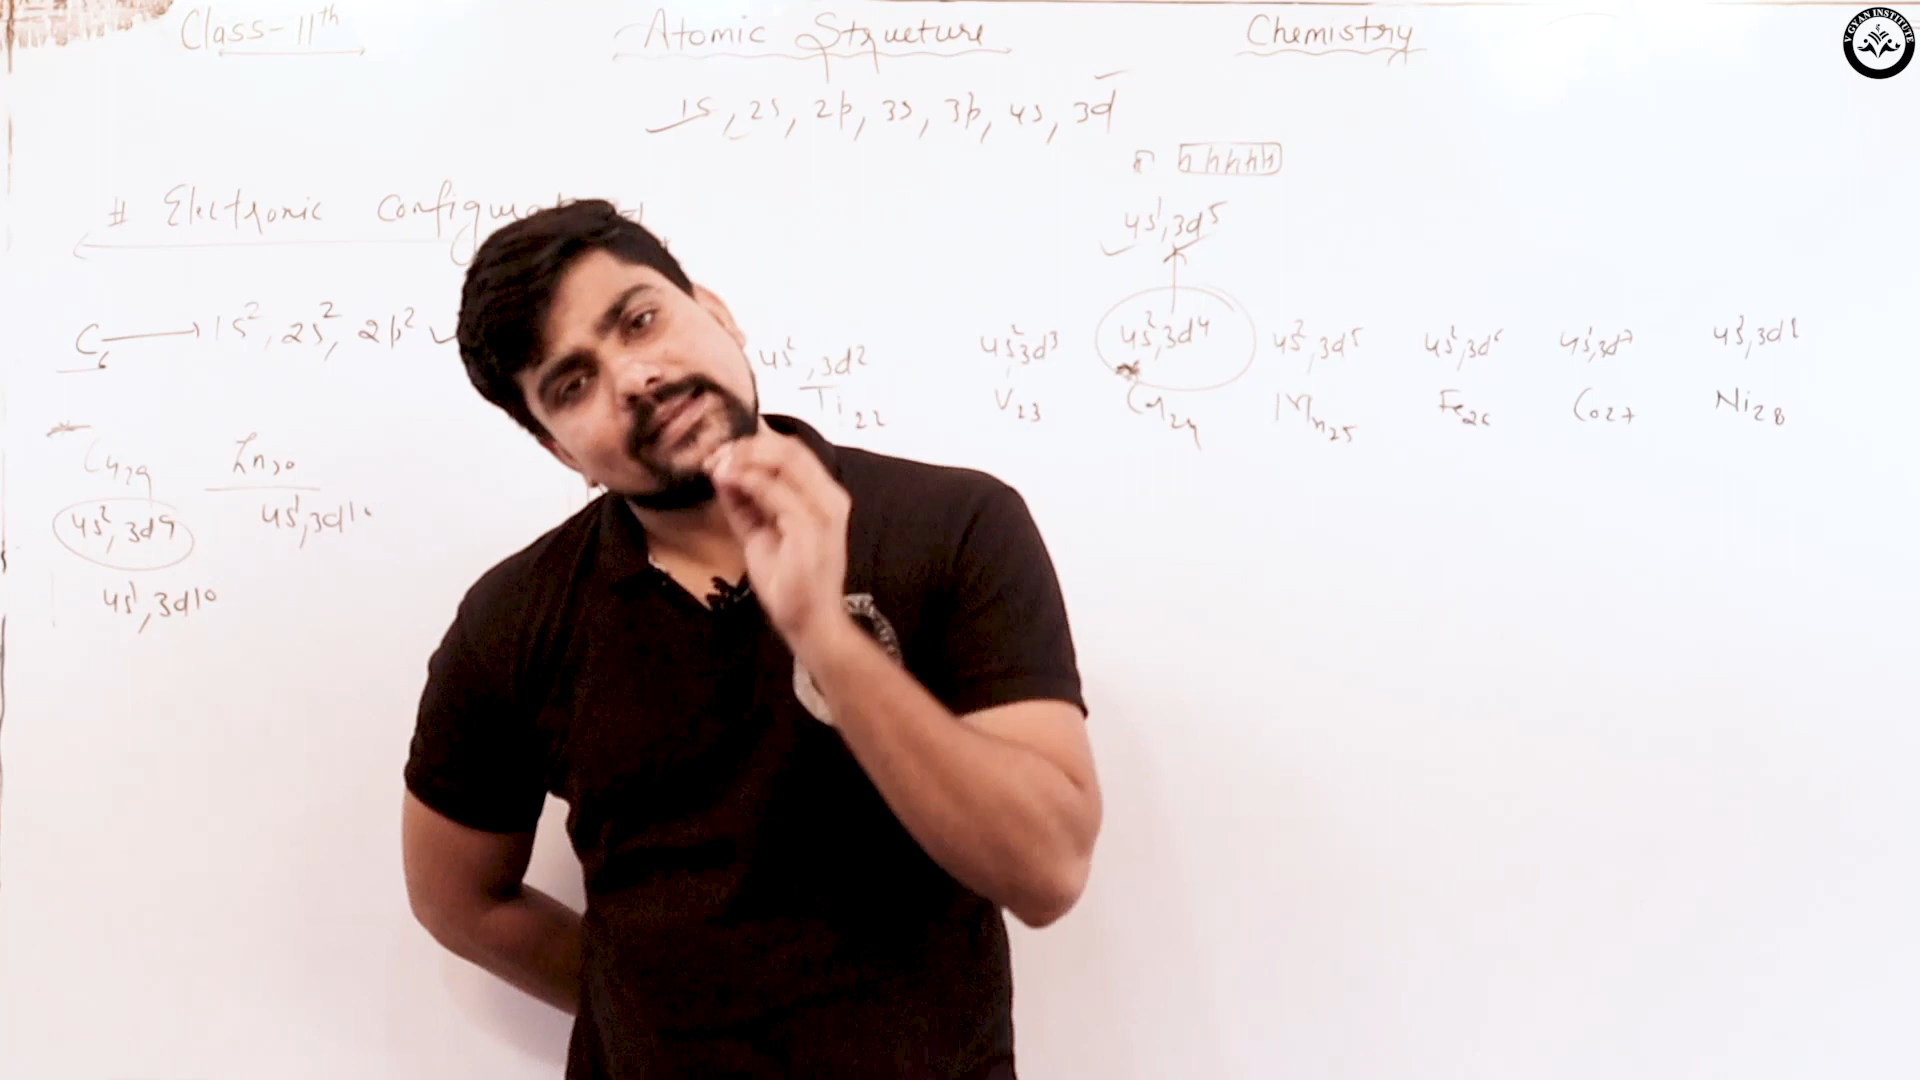 Class-11th Atomic Structure Chemistry
1s, 2s, 2p, 3s, 3p, 4s, 3d
# Electronic
4s¹, 3d⁵
C₆ → 1s², 2s², 2p²
4s², 3d² 4s² 3d³ 4s², 3d⁴ 4s², 3d⁵ 4s², 3d⁶ 4s², 3d⁷ 4s², 3d⁸
Ti₂₂ V₂₃ Cr₂₄ Mn₂₅ Fe₂₆ Co₂₇ Ni₂₈
Cu₂₉ Zn₃₀
4s², 3d⁹ 4s², 3d¹⁰
4s¹, 3d¹⁰
V GYAN INSTITUTE